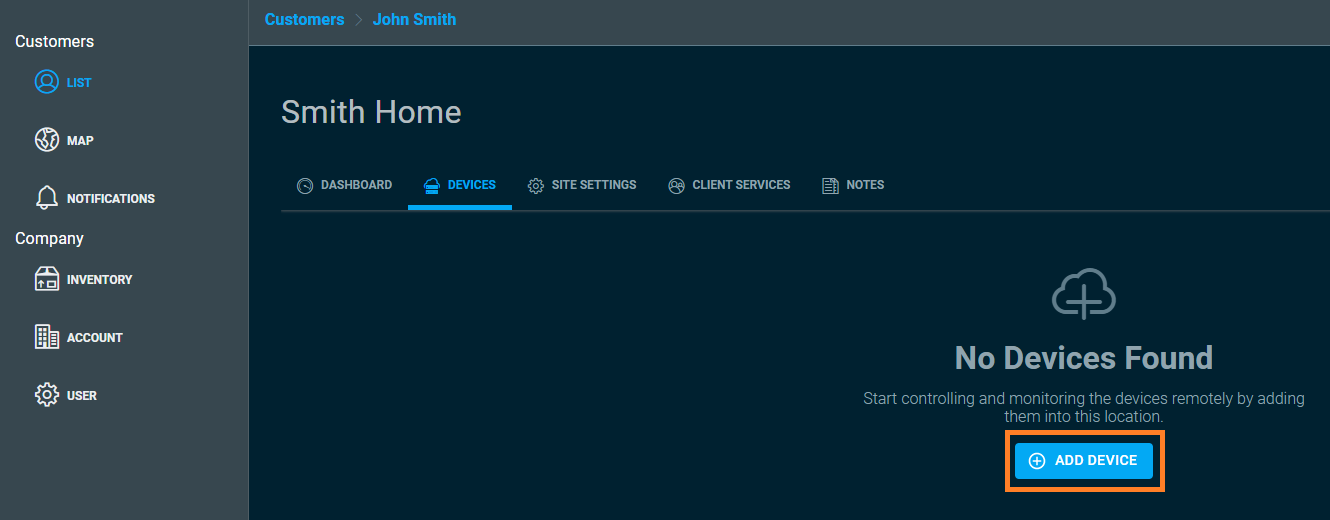 Customers
LIST
MAP
NOTIFICATIONS
Company
INVENTORY
ACCOUNT
USER
Customers > John Smith
Smith Home
DASHBOARD DEVICES SITE SETTINGS CLIENT SERVICES NOTES
No Devices Found
Start controlling and monitoring the devices remotely by adding
them into this location.
ADD DEVICE